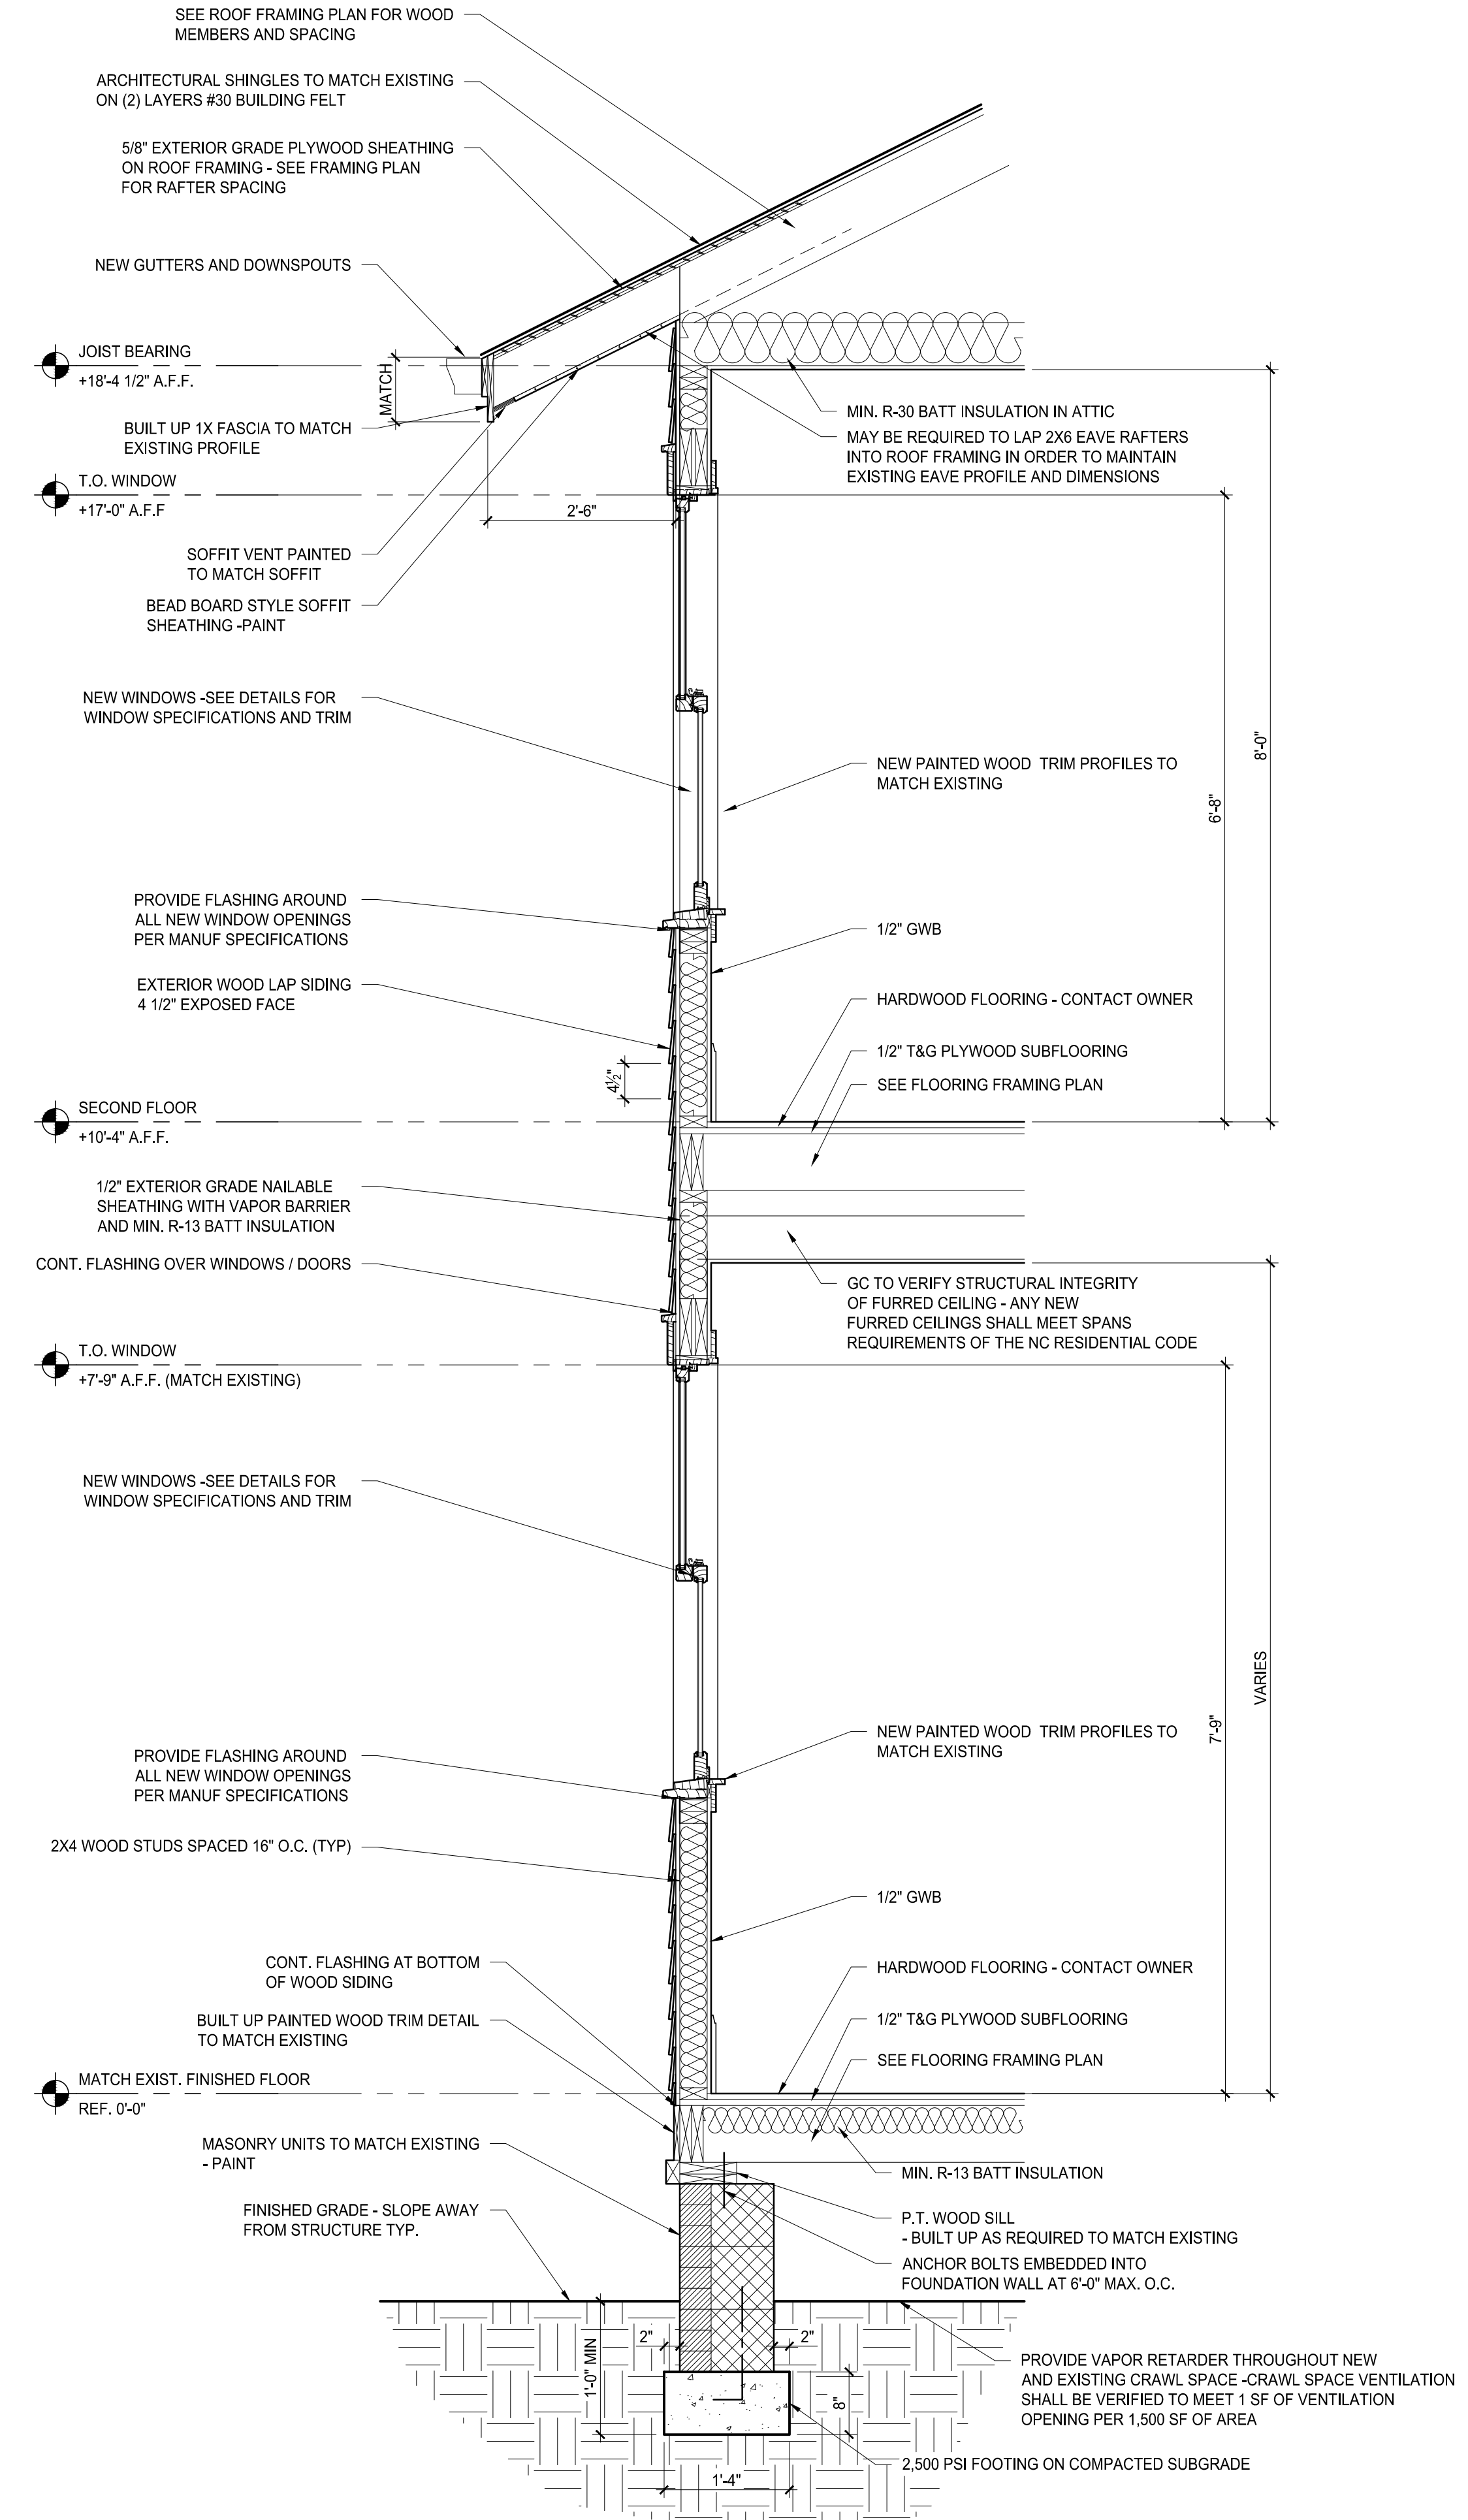 SEE ROOF FRAMING PLAN FOR WOOD
MEMBERS AND SPACING
ARCHITECTURAL SHINGLES TO MATCH EXISTING
ON (2) LAYERS #30 BUILDING FELT
5/8" EXTERIOR GRADE PLYWOOD SHEATHING
ON ROOF FRAMING - SEE FRAMING PLAN
FOR RAFTER SPACING
NEW GUTTERS AND DOWNSPOUTS
JOIST BEARING
+18'-4 1/2" A.F.F.
MATCH
BUILT UP 1X FASCIA TO MATCH
EXISTING PROFILE
MIN. R-30 BATT INSULATION IN ATTIC
MAY BE REQUIRED TO LAP 2X6 EAVE RAFTERS
INTO ROOF FRAMING IN ORDER TO MAINTAIN
EXISTING EAVE PROFILE AND DIMENSIONS
T.O. WINDOW
+17'-0" A.F.F
2'-6"
SOFFIT VENT PAINTED
TO MATCH SOFFIT
BEAD BOARD STYLE SOFFIT
SHEATHING -PAINT
NEW WINDOWS -SEE DETAILS FOR
WINDOW SPECIFICATIONS AND TRIM
NEW PAINTED WOOD TRIM PROFILES TO
MATCH EXISTING
6'-8"
8'-0"
PROVIDE FLASHING AROUND
ALL NEW WINDOW OPENINGS
PER MANUF SPECIFICATIONS
1/2" GWB
EXTERIOR WOOD LAP SIDING
4 1/2" EXPOSED FACE
HARDWOOD FLOORING - CONTACT OWNER
1/2" T&G PLYWOOD SUBFLOORING
SEE FLOORING FRAMING PLAN
4½"
SECOND FLOOR
+10'-4" A.F.F.
1/2" EXTERIOR GRADE NAILABLE
SHEATHING WITH VAPOR BARRIER
AND MIN. R-13 BATT INSULATION
CONT. FLASHING OVER WINDOWS / DOORS
GC TO VERIFY STRUCTURAL INTEGRITY
OF FURRED CEILING - ANY NEW
FURRED CEILINGS SHALL MEET SPANS
REQUIREMENTS OF THE NC RESIDENTIAL CODE
T.O. WINDOW
+7'-9" A.F.F. (MATCH EXISTING)
NEW WINDOWS -SEE DETAILS FOR
WINDOW SPECIFICATIONS AND TRIM
VARIES
7'-9"
NEW PAINTED WOOD TRIM PROFILES TO
MATCH EXISTING
PROVIDE FLASHING AROUND
ALL NEW WINDOW OPENINGS
PER MANUF SPECIFICATIONS
2X4 WOOD STUDS SPACED 16" O.C. (TYP)
1/2" GWB
CONT. FLASHING AT BOTTOM
OF WOOD SIDING
HARDWOOD FLOORING - CONTACT OWNER
BUILT UP PAINTED WOOD TRIM DETAIL
TO MATCH EXISTING
1/2" T&G PLYWOOD SUBFLOORING
SEE FLOORING FRAMING PLAN
MATCH EXIST. FINISHED FLOOR
REF. 0'-0"
MASONRY UNITS TO MATCH EXISTING
- PAINT
MIN. R-13 BATT INSULATION
FINISHED GRADE - SLOPE AWAY
FROM STRUCTURE TYP.
P.T. WOOD SILL
- BUILT UP AS REQUIRED TO MATCH EXISTING
ANCHOR BOLTS EMBEDDED INTO
FOUNDATION WALL AT 6'-0" MAX. O.C.
1'-0" MIN
2"
2"
8"
PROVIDE VAPOR RETARDER THROUGHOUT NEW
AND EXISTING CRAWL SPACE -CRAWL SPACE VENTILATION
SHALL BE VERIFIED TO MEET 1 SF OF VENTILATION
OPENING PER 1,500 SF OF AREA
2,500 PSI FOOTING ON COMPACTED SUBGRADE
1'-4"